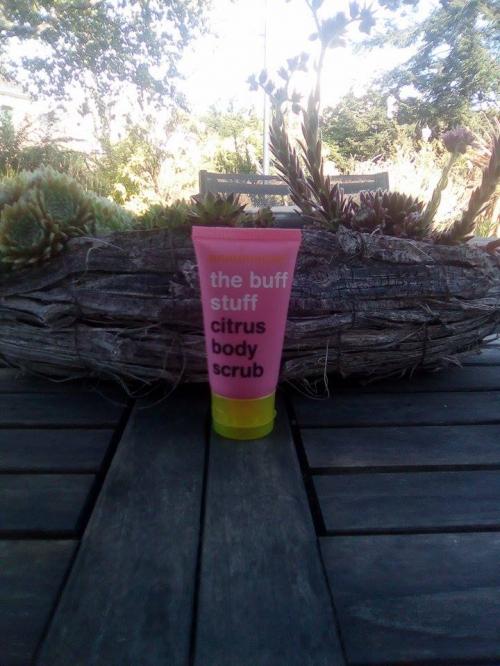 the buff
stuff
citrus
body
scrub